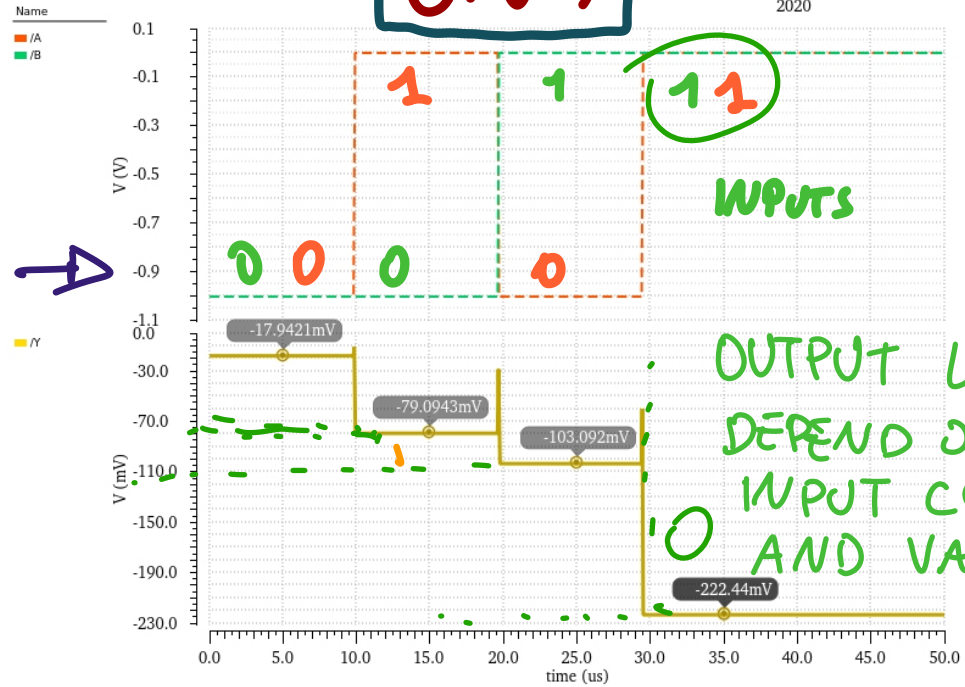 Name
2020
/A
/B
0.1
-0.1
-0.3
-0.5
-0.7
-0.9
-1.1
V (V)
1 1 1 1
INPUTS
0 0 0 0
/Y
0.0
-30.0
-70.0
-110.0
-150.0
-190.0
-230.0
V (mV)
-17.9421mV
-79.0943mV
-103.092mV
-222.44mV
OUTPUT
DEPEND
INPUT
AND
0
0.0 5.0 10.0 15.0 20.0 25.0 30.0 35.0 40.0 45.0 50.0
time (us)